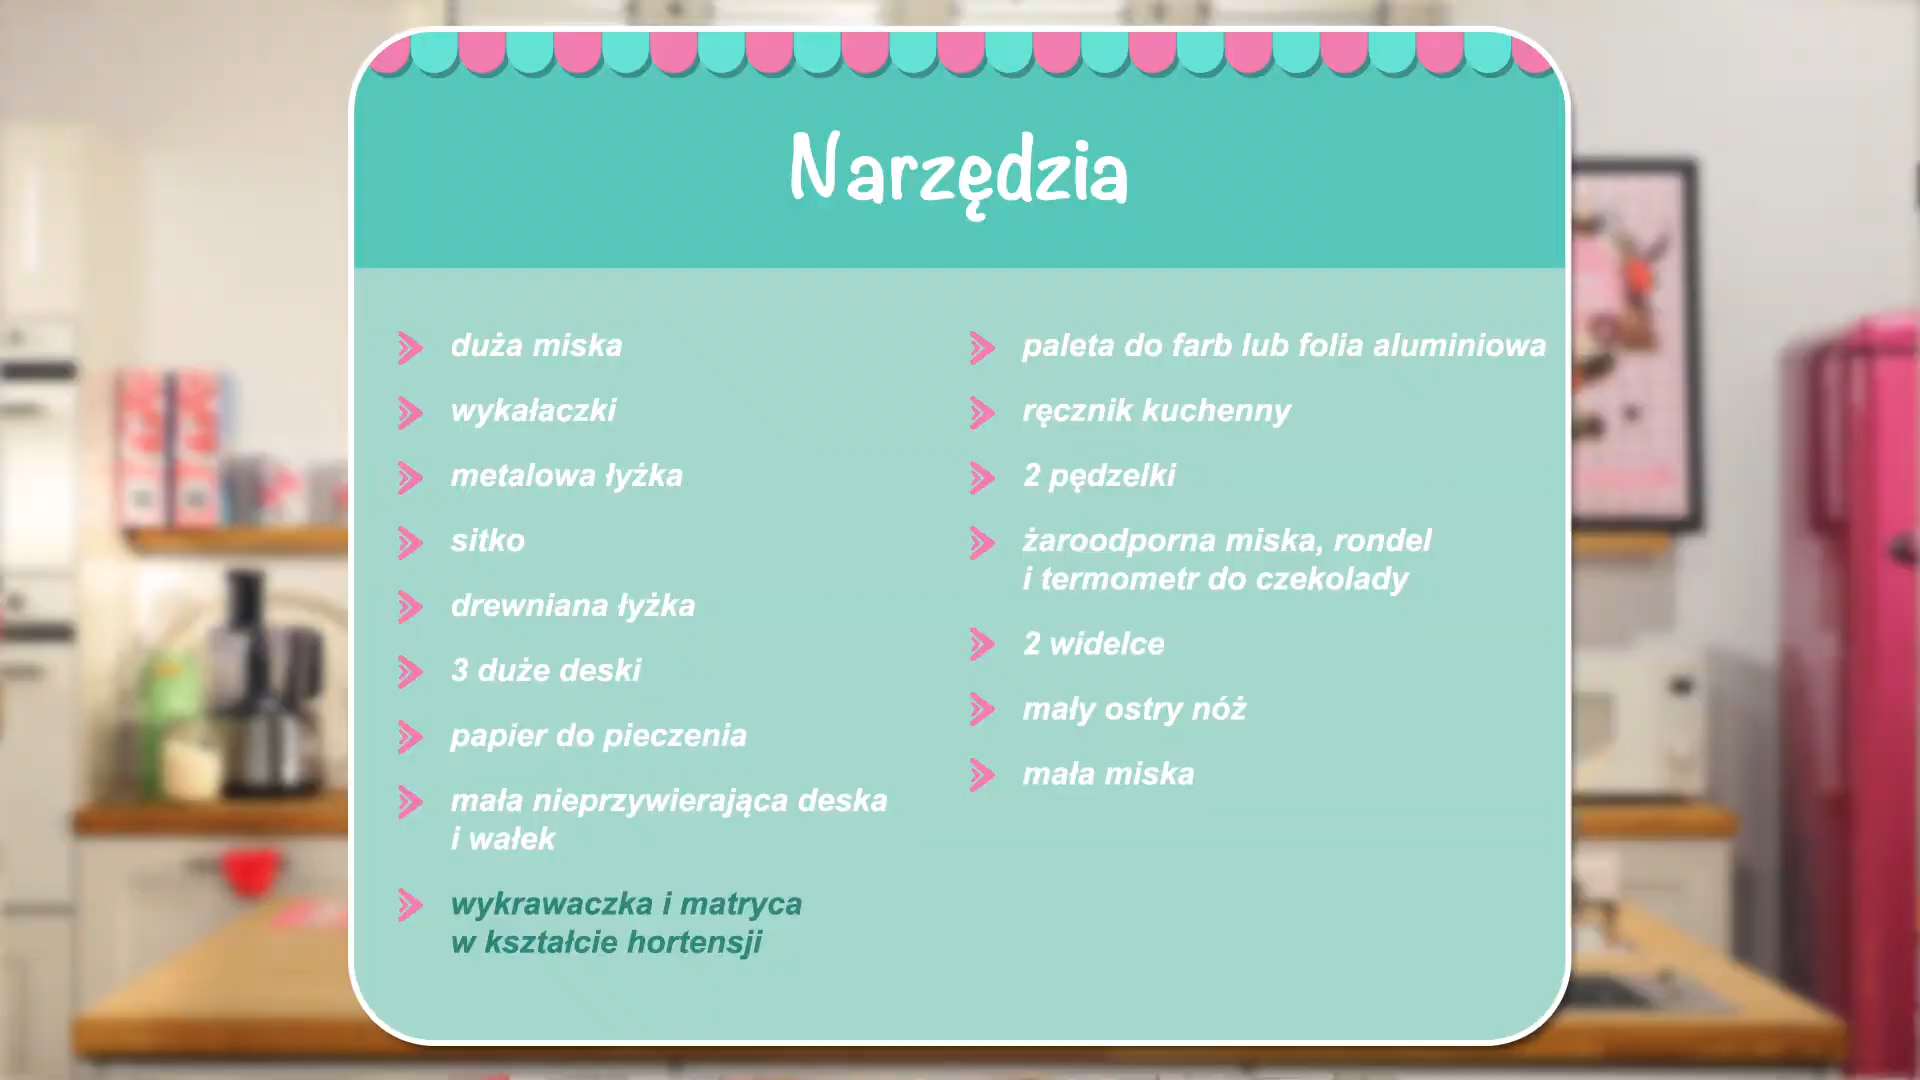 Narzędzia
duża miska
wykałaczki
metalowa łyżka
sitko
drewniana łyżka
3 duże deski
papier do pieczenia
mała nieprzywierająca deska
i wałek
wykrawaczka i matryca
w kształcie hortensji
paleta do farb lub folia aluminiowa
ręcznik kuchenny
2 pędzelki
żaroodporna miska, rondel
i termometr do czekolady
2 widelce
mały ostry nóż
mała miska